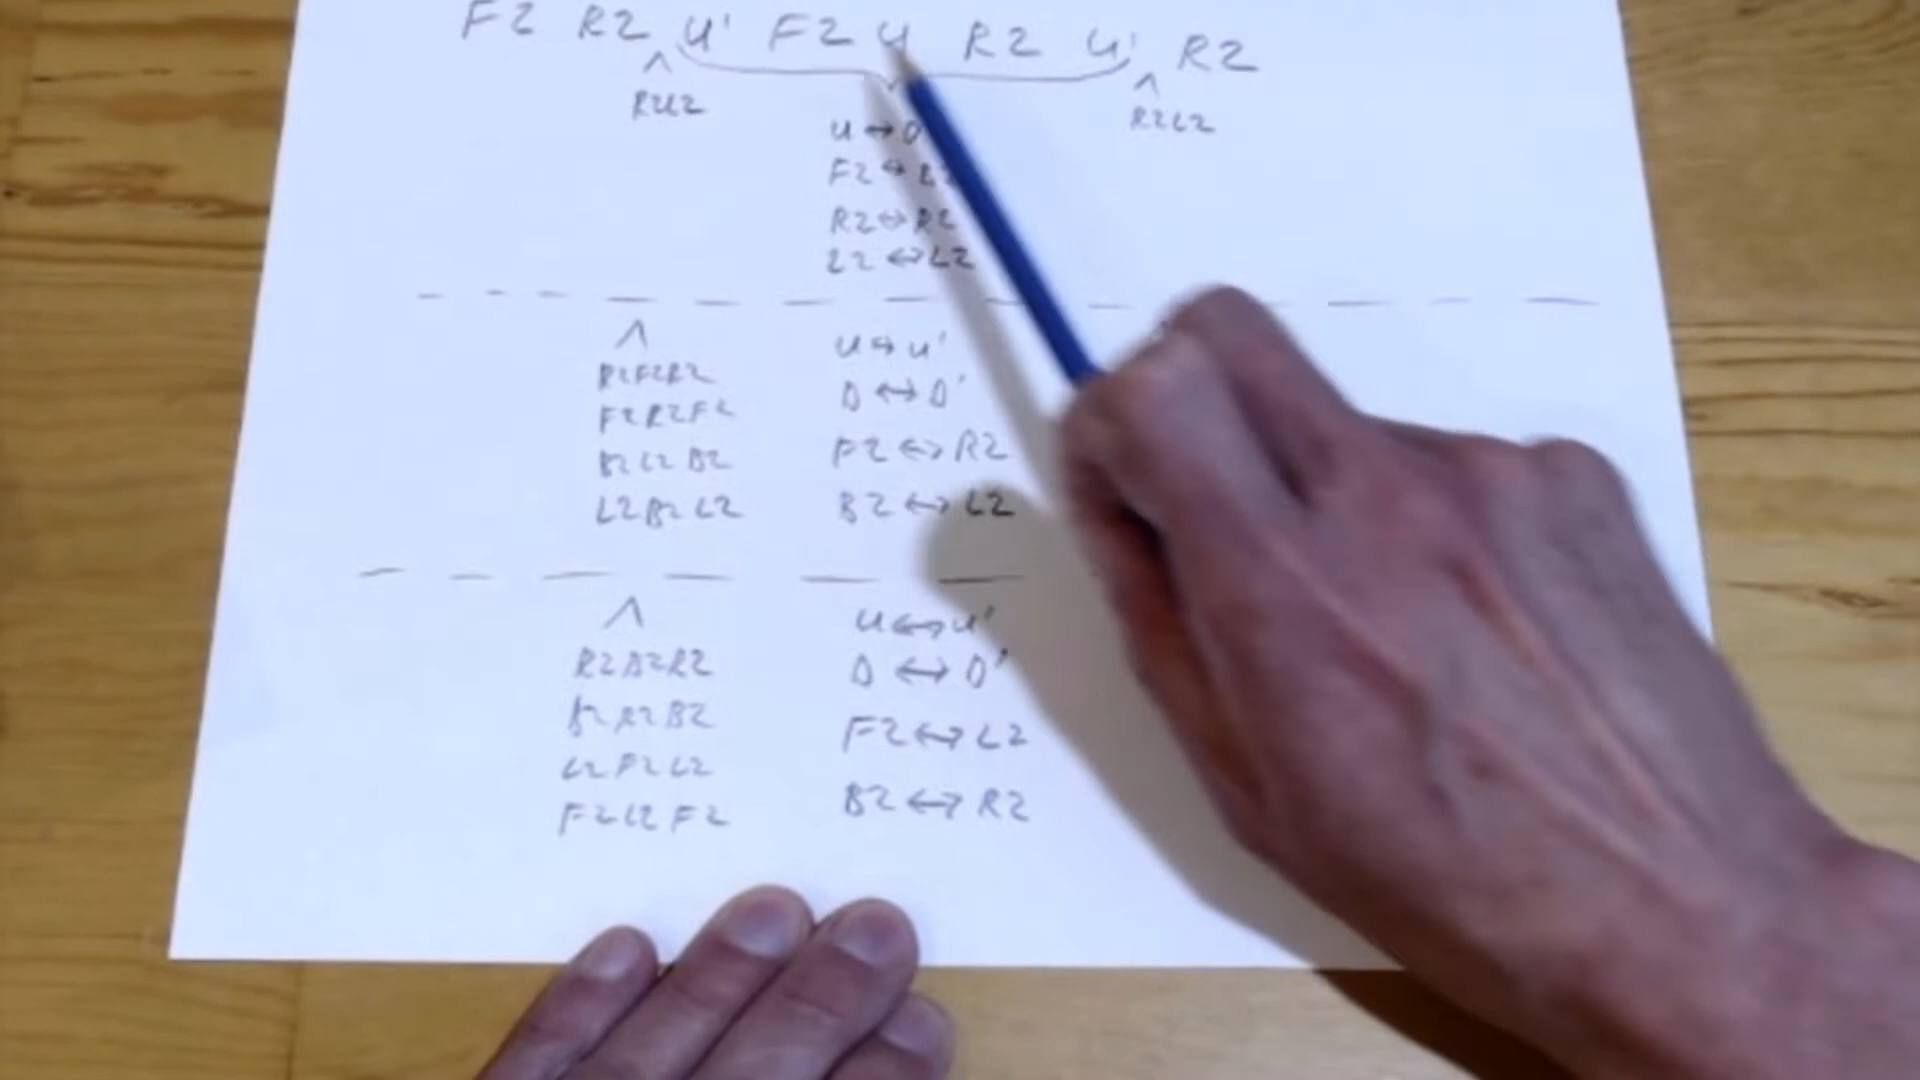 F2 R2 U' F2 U R2 U' R2
R2L2 R2L2
U ↔ D
F2 ↔ B2
R2 ↔ R2
L2 ↔ L2
R2F2R2 U ↔ U'
F2R2F2 D ↔ D'
B2L2B2 F2 ↔ R2
L2B2L2 B2 ↔ L2
U ↔ U'
R2B2R2 D ↔ D'
B2R2B2 F2 ↔ L2
L2F2L2
F2L2F2 B2 ↔ R2